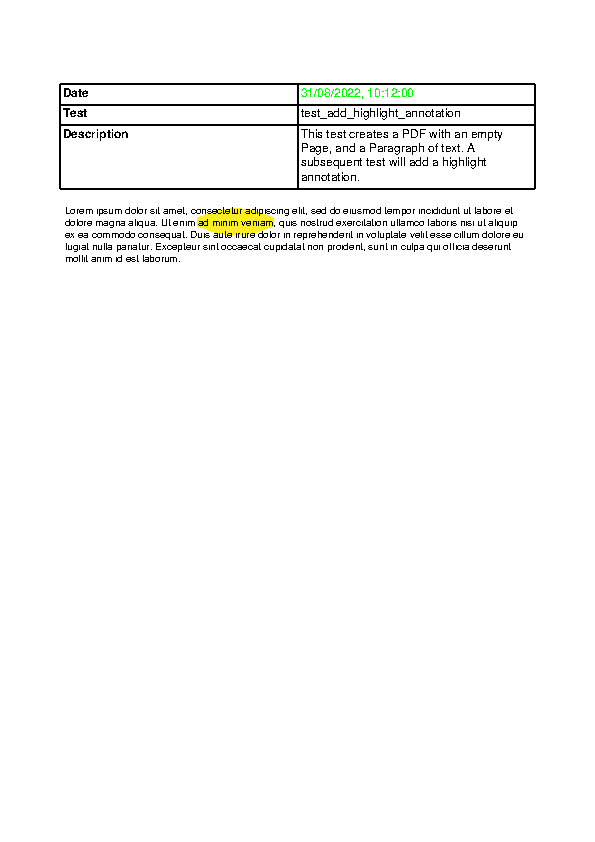 Date 31/08/2022, 10:12:00
Test test_add_highlight_annotation
Description This test creates a PDF with an empty
Page, and a Paragraph of text. A
subsequent test will add a highlight
annotation.
Lorem ipsum dolor sit amet, consectetur adipiscing elit, sed do eiusmod tempor incididunt ut labore et
dolore magna aliqua. Ut enim ad minim veniam, quis nostrud exercitation ullamco laboris nisi ut aliquip
ex ea commodo consequat. Duis aute irure dolor in reprehenderit in voluptate velit esse cillum dolore eu
fugiat nulla pariatur. Excepteur sint occaecat cupidatat non proident, sunt in culpa qui officia deserunt
mollit anim id est laborum.